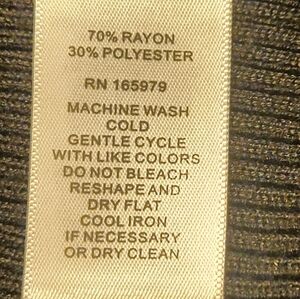 70% RAYON
30% POLYESTER
RN 165979
MACHINE WASH
COLD
GENTLE CYCLE
WITH LIKE COLORS
DO NOT BLEACH
RESHAPE AND
DRY FLAT
COOL IRON
IF NECESSARY
OR DRY CLEAN